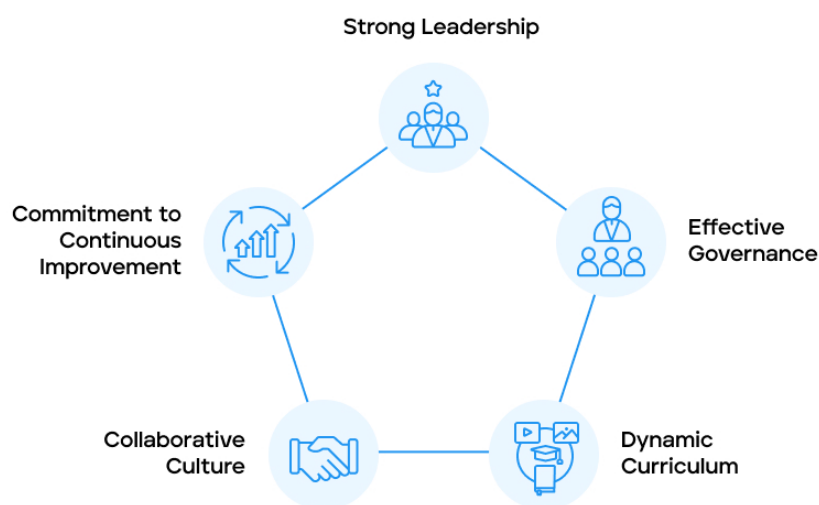 Strong Leadership
Effective
Governance
Dynamic
Curriculum
Collaborative
Culture
Commitment to
Continuous
Improvement